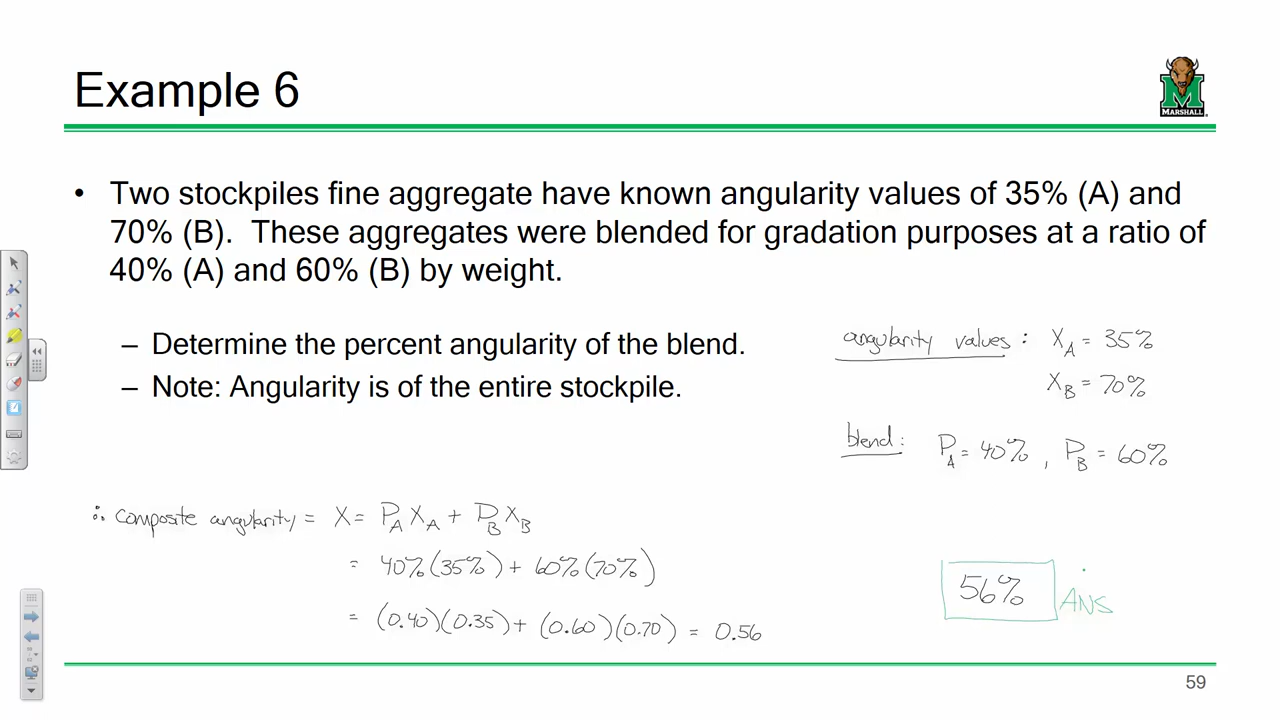 Example 6
MARSHALL
• Two stockpiles fine aggregate have known angularity values of 35% (A) and
70% (B). These aggregates were blended for gradation purposes at a ratio of
40% (A) and 60% (B) by weight.
– Determine the percent angularity of the blend.
– Note: Angularity is of the entire stockpile.
angularity values : X_A = 35%
X_B = 70%
blend: P_A = 40%, P_B = 60%
∴ composite angularity = X = P_A X_A + P_B X_B
= 40%(35%) + 60%(70%)
= (0.40)(0.35) + (0.60)(0.70) = 0.56
56% ANS
59